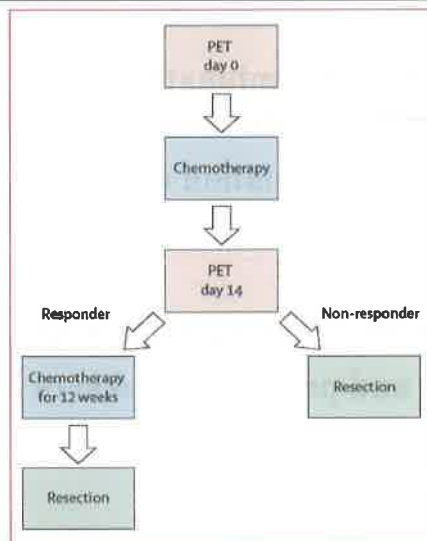 PET
day 0
Chemotherapy
PET
day 14
Responder
Non-responder
Chemotherapy
for 12 weeks
Resection
Resection